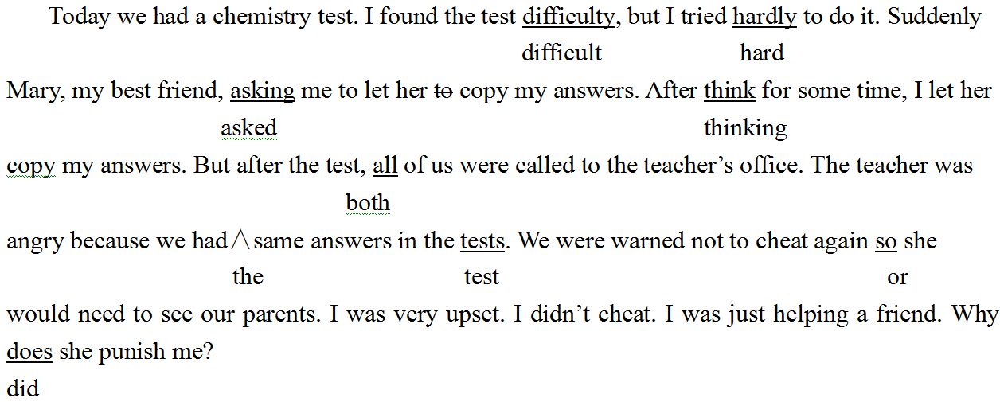 Today we had a chemistry test. I found the test difficulty, but I tried hardly to do it. Suddenly
difficult hard
Mary, my best friend, asking me to let her to copy my answers. After think for some time, I let her
asked thinking
copy my answers. But after the test, all of us were called to the teacher’s office. The teacher was
both
angry because we had ∧ same answers in the tests. We were warned not to cheat again so she
the test or
would need to see our parents. I was very upset. I didn’t cheat. I was just helping a friend. Why
does she punish me?
did